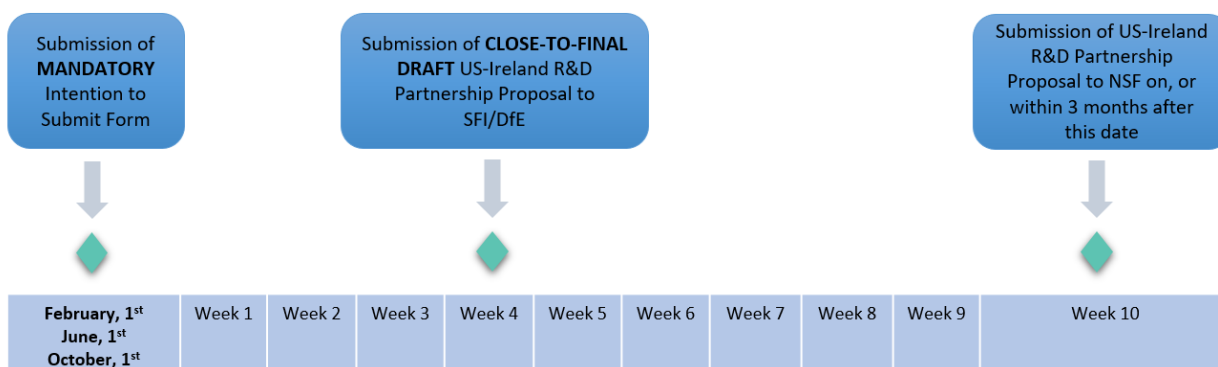 Submission of
MANDATORY
Intention to
Submit Form
Submission of CLOSE-TO-FINAL
DRAFT US-Ireland R&D
Partnership Proposal to
SFI/DfE
Submission of US-Ireland
R&D Partnership
Proposal to NSF on, or
within 3 months after
this date
February, 1st
June, 1st
October, 1st
Week 1
Week 2
Week 3
Week 4
Week 5
Week 6
Week 7
Week 8
Week 9
Week 10